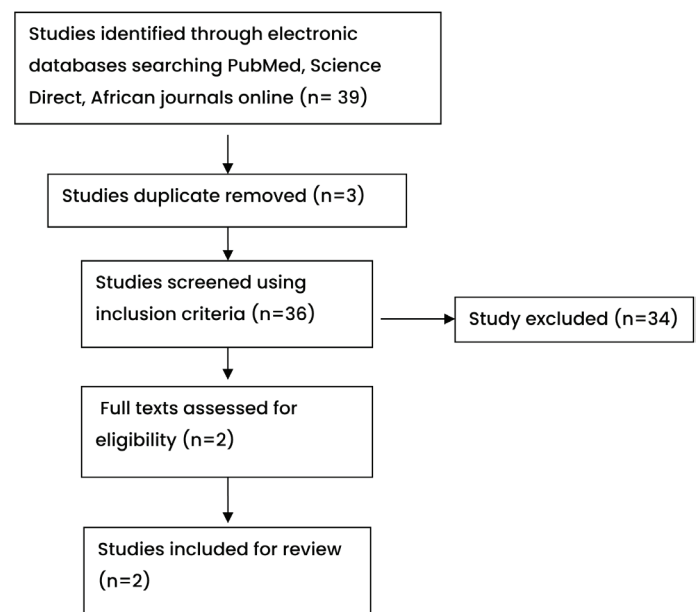 Studies identified through electronic
databases searching PubMed, Science
Direct, African journals online (n= 39)
Studies duplicate removed (n=3)
Studies screened using
inclusion criteria (n=36)
Study excluded (n=34)
Full texts assessed for
eligibility (n=2)
Studies included for review
(n=2)